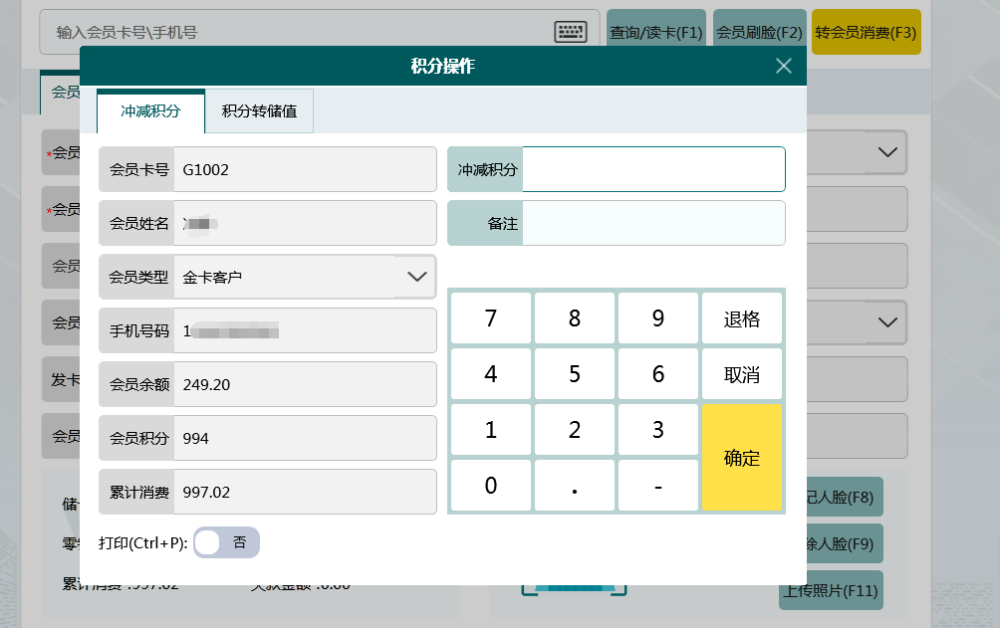 输入会员卡号\手机号
查询/读卡(F1)
会员刷脸(F2)
转会员消费(F3)
积分操作
会员
冲减积分
积分转储值
*会员
会员卡号 G1002
冲减积分
*会员
会员姓名
备注
会员
会员类型 金卡客户
会员
手机号码 1
7 8 9 退格
发卡
会员余额 249.20
4 5 6 取消
会员
会员积分 994
1 2 3 确定
累计消费 997.02
0 . -
储
记人脸(F8)
零
打印(Ctrl+P): 否
除人脸(F9)
累计消费 :997.02
欠款金额 :0.00
上传照片(F11)